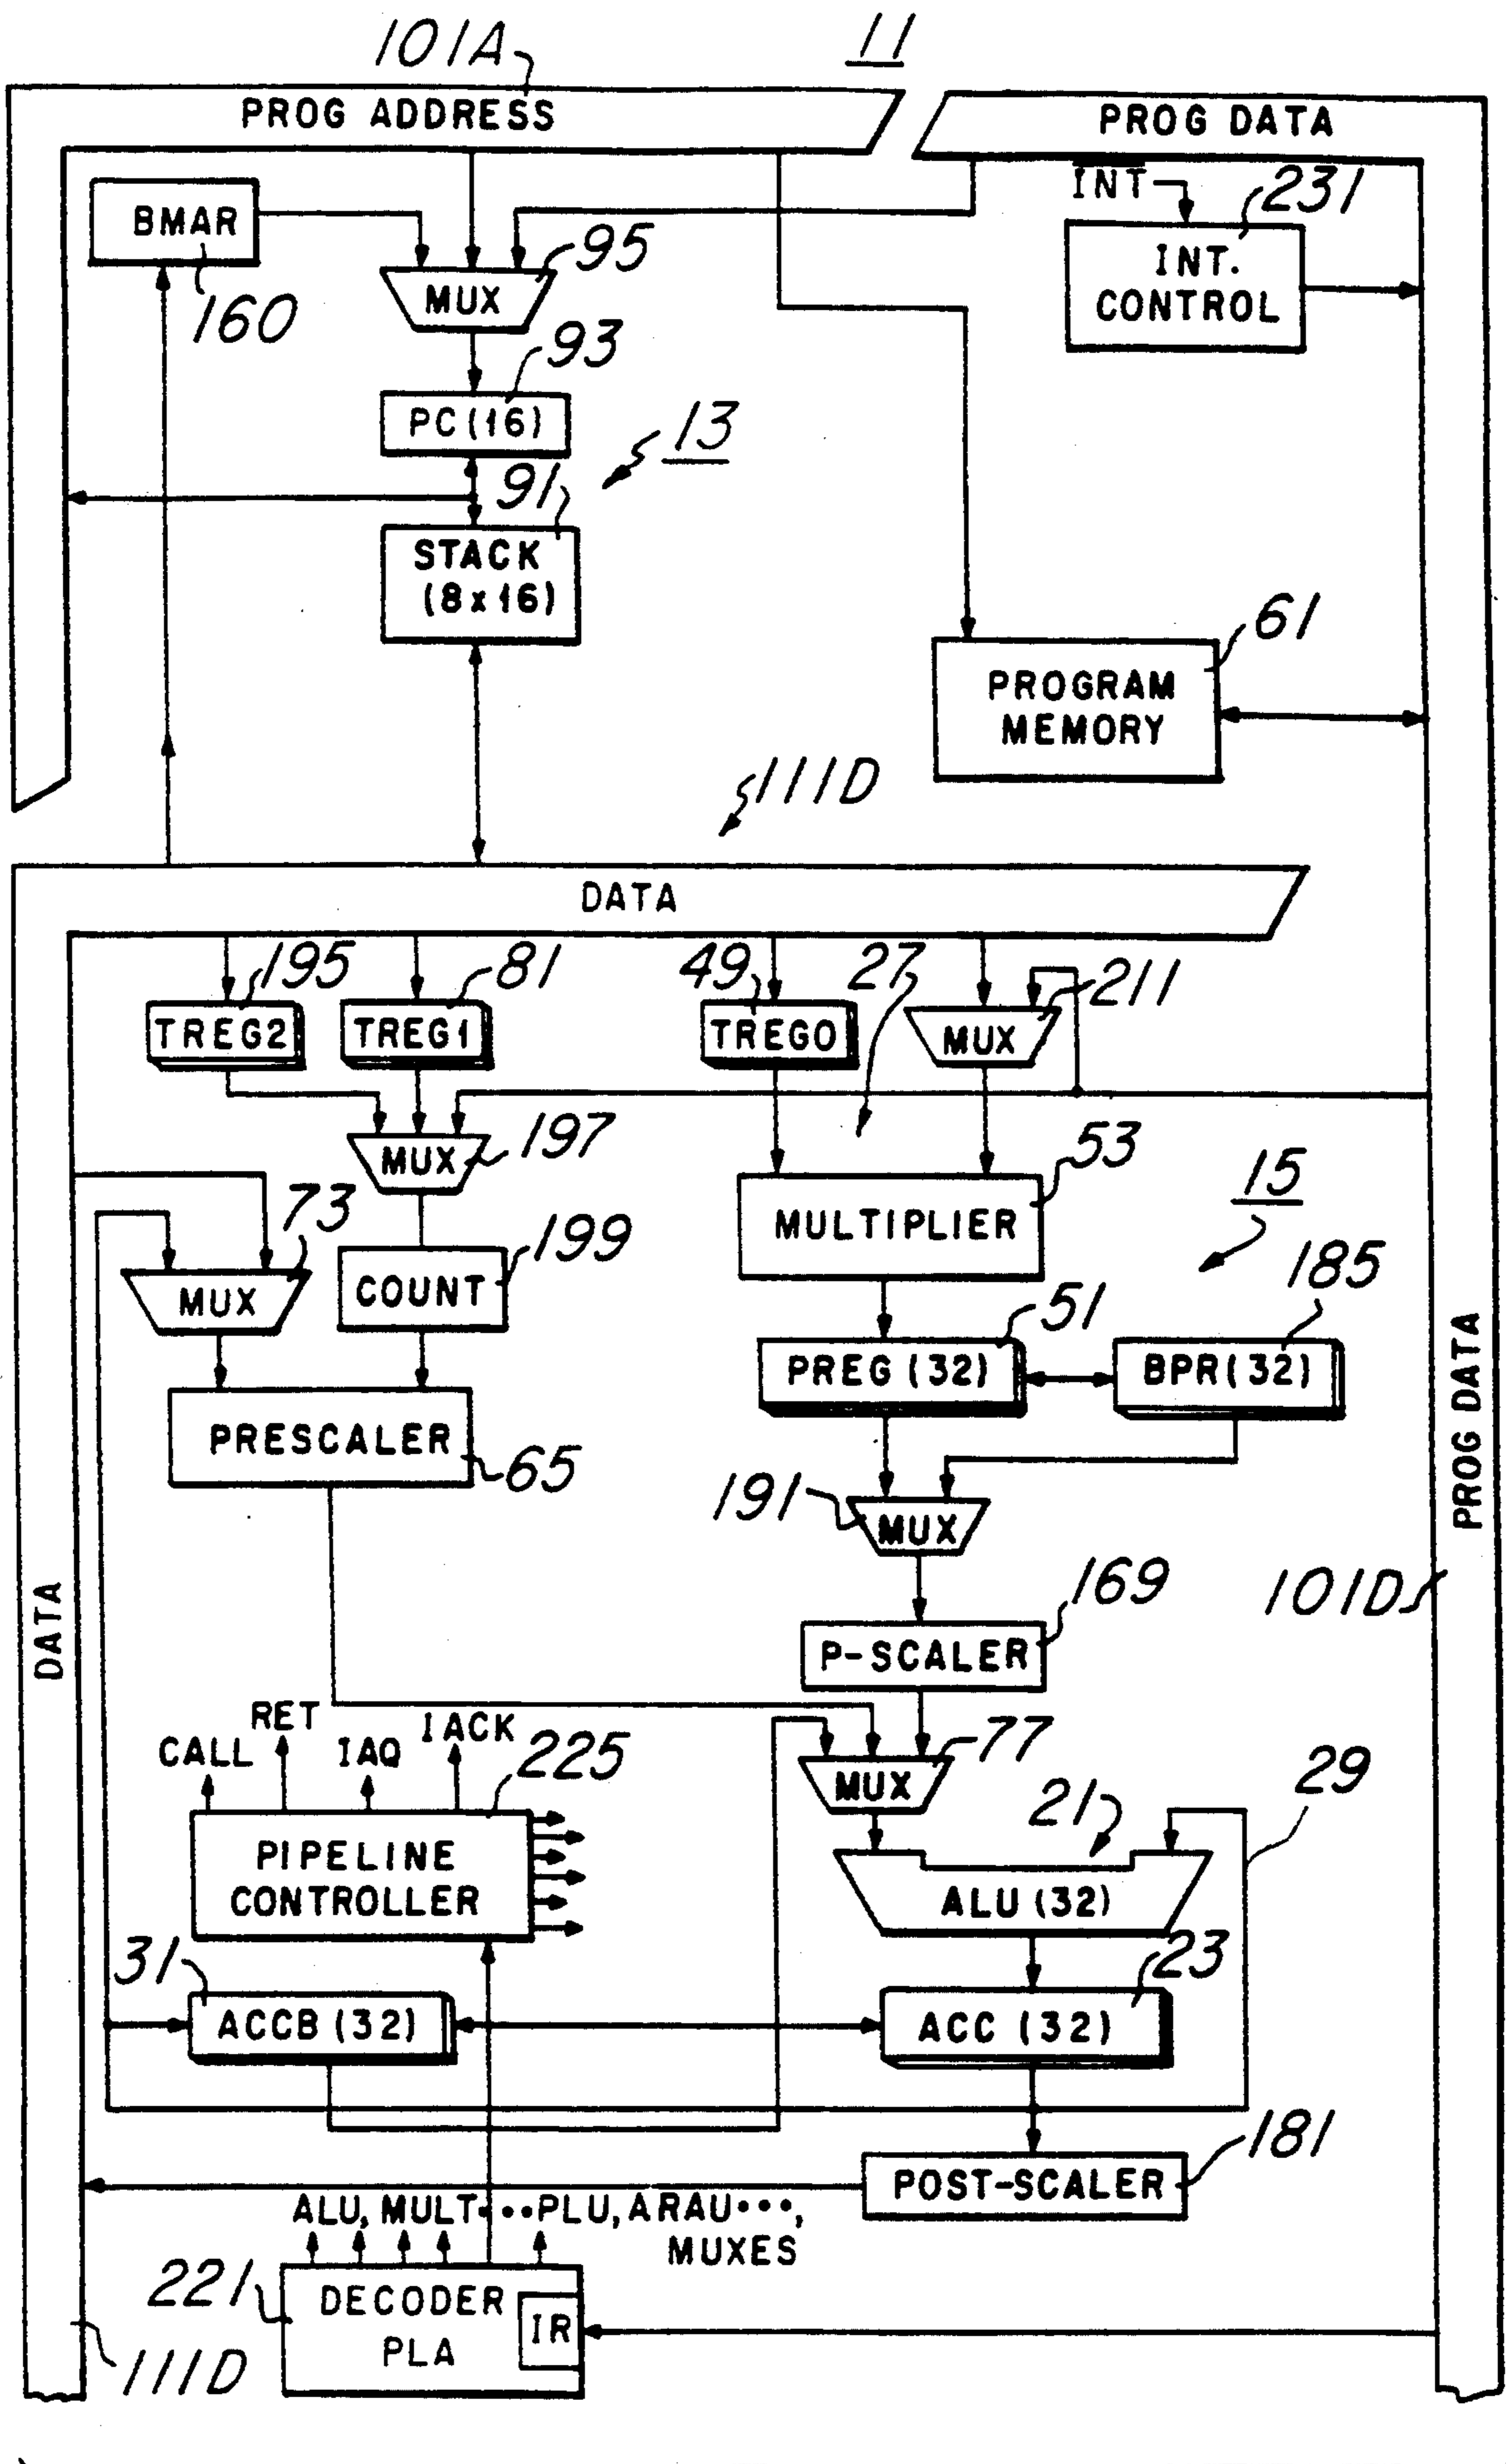 101A
11
PROG ADDRESS
PROG DATA
INT
231
BMAR
160
95
MUX
INT.
CONTROL
93
PC (16)
13
91
STACK
(8x16)
61
PROGRAM
MEMORY
111D
DATA
195
81
49
27
211
TREG2
TREG1
TREG0
MUX
197
MUX
53
MULTIPLIER
15
73
MUX
199
COUNT
185
51
PREG (32)
BPR (32)
PROG DATA
PRESCALER
65
191
MUX
169
P-SCALER
101D
DATA
CALL
RET
IAQ
IACK
225
77
MUX
29
21
PIPELINE
CONTROLLER
ALU (32)
31
23
ACCB (32)
ACC (32)
181
POST-SCALER
ALU, MULT...PLU, ARAU...,
MUXES
221
DECODER
PLA
IR
111D